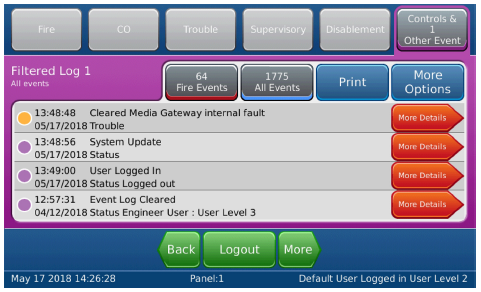 Fire
CO
Trouble
Supervisory
Disablement
Controls &
1
Other Event
Filtered Log 1
All events
64
Fire Events
1775
All Events
Print
More
Options
13:48:48 Cleared Media Gateway internal fault
05/17/2018 Trouble
More Details
13:48:56 System Update
05/17/2018 Status
More Details
13:49:00 User Logged In
05/17/2018 Status Logged out
More Details
12:57:31 Event Log Cleared
04/12/2018 Status Engineer User : User Level 3
More Details
Back
Logout
More
May 17 2018 14:26:28
Panel:1
Default User Logged in User Level 2